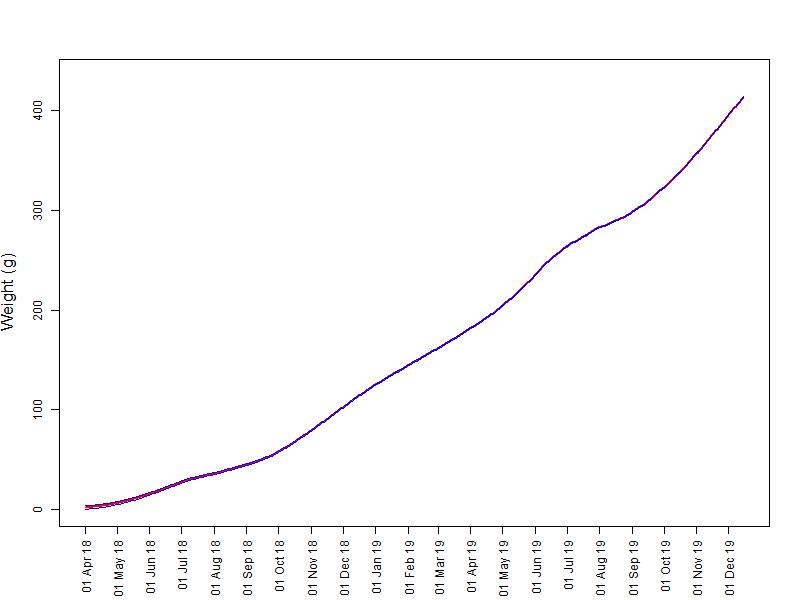 Weight (g)
400
300
200
100
0
01 Apr 18
01 May 18
01 Jun 18
01 Jul 18
01 Aug 18
01 Sep 18
01 Oct 18
01 Nov 18
01 Dec 18
01 Jan 19
01 Feb 19
01 Mar 19
01 Apr 19
01 May 19
01 Jun 19
01 Jul 19
01 Aug 19
01 Sep 19
01 Oct 19
01 Nov 19
01 Dec 19